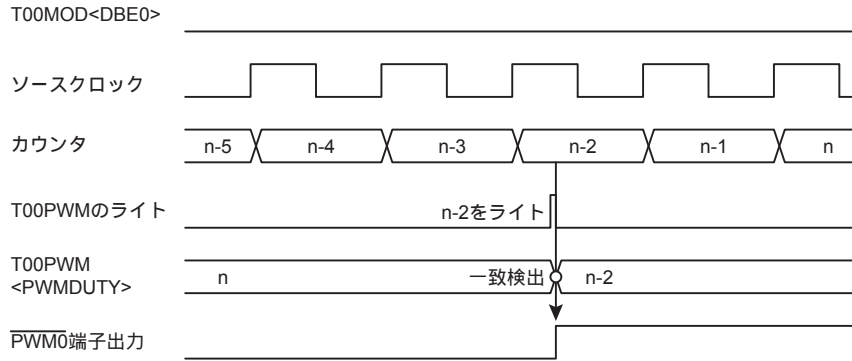 T00MOD<DBE0>
ソースクロック
カウンタ n-5 n-4 n-3 n-2 n-1 n
T00PWMのライト n-2をライト
T00PWM
<PWMDUTY> n 一致検出 n-2
PWM0端子出力